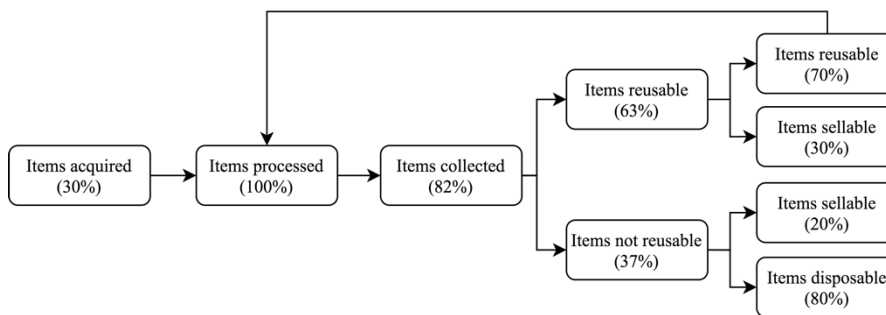 Items acquired
(30%)
Items processed
(100%)
Items collected
(82%)
Items reusable
(63%)
Items not reusable
(37%)
Items reusable
(70%)
Items sellable
(30%)
Items sellable
(20%)
Items disposable
(80%)